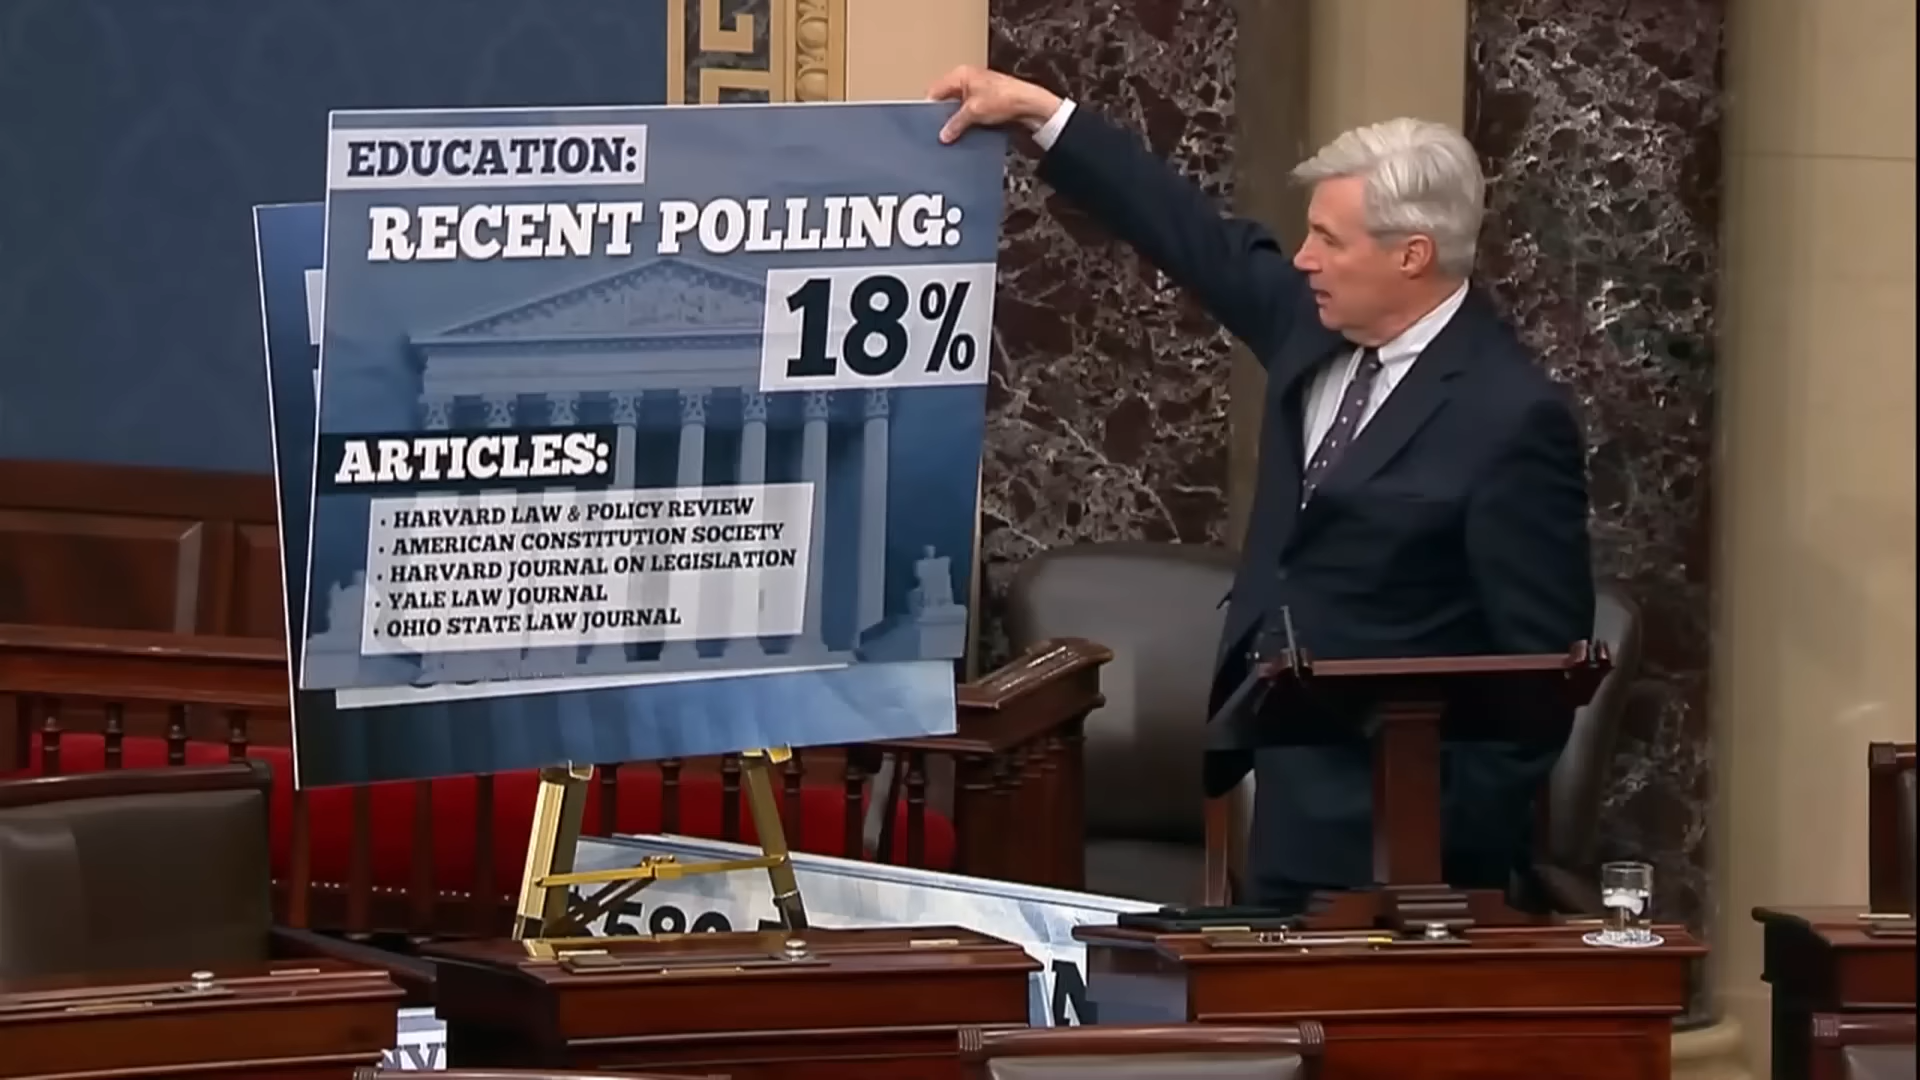 EDUCATION:
RECENT POLLING:
18%
ARTICLES:
· HARVARD LAW & POLICY REVIEW
· AMERICAN CONSTITUTION SOCIETY
· HARVARD JOURNAL ON LEGISLATION
· YALE LAW JOURNAL
· OHIO STATE LAW JOURNAL